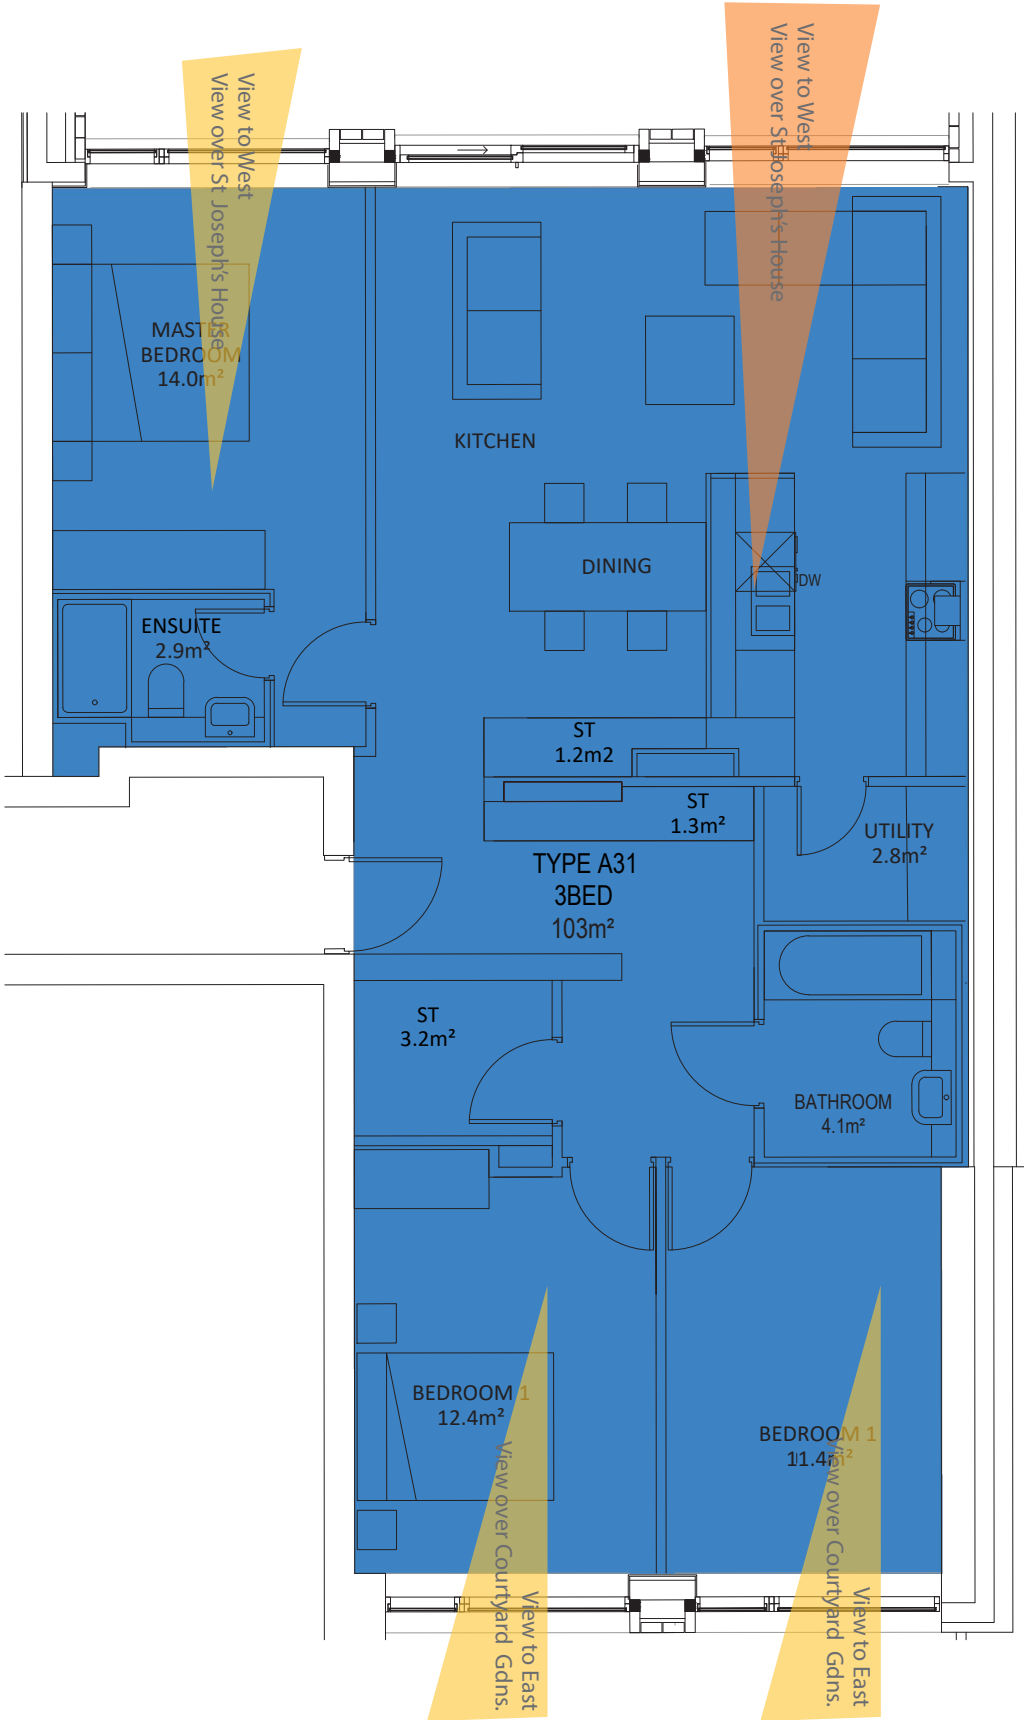 View to West
View over St Joseph's House
View to West
View over St Joseph's House
MASTER
BEDROOM
14.0m²
KITCHEN
DINING
DW
ENSUITE
2.9m²
ST
1.2m2
ST
1.3m²
UTILITY
2.8m²
TYPE A31
3BED
103m²
ST
3.2m²
BATHROOM
4.1m²
BEDROOM 1
12.4m²
BEDROOM 1
11.4m²
View to East
View over Courtyard Gdns.
View to East
View over Courtyard Gdns.